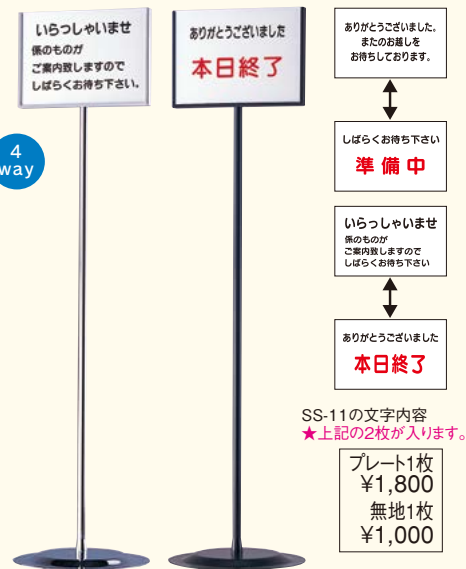 いらっしゃいませ
係のものが
ご案内致しますので
しばらくお待ち下さい。
ありがとうございました
本日終了
4
way
ありがとうございました。
またのお越しを
お待ちしております。
しばらくお待ち下さい
準備中
いらっしゃいませ
係のものが
ご案内致しますので
しばらくお待ち下さい
ありがとうございました
本日終了
SS-11の文字内容
★上記の2枚が入ります。
プレート1枚
¥1,800
無地1枚
¥1,000